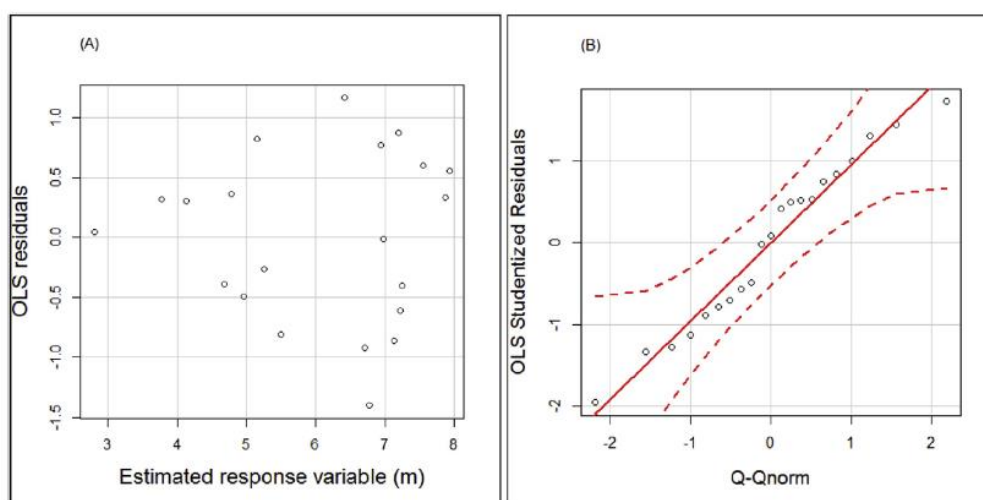 (A)
OLS residuals
1.0
0.5
0.0
-0.5
-1.0
-1.5
3 4 5 6 7 8
Estimated response variable (m)
(B)
OLS Studentized Residuals
1
0
-1
-2
-2 -1 0 1 2
Q-Qnorm